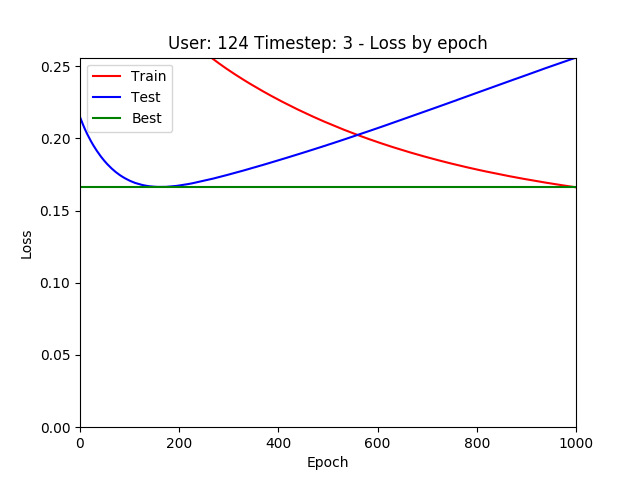 User: 124 Timestep: 3 - Loss by epoch
Train
Test
Best
Loss
0.25
0.20
0.15
0.10
0.05
0.00
0 200 400 600 800 1000
Epoch